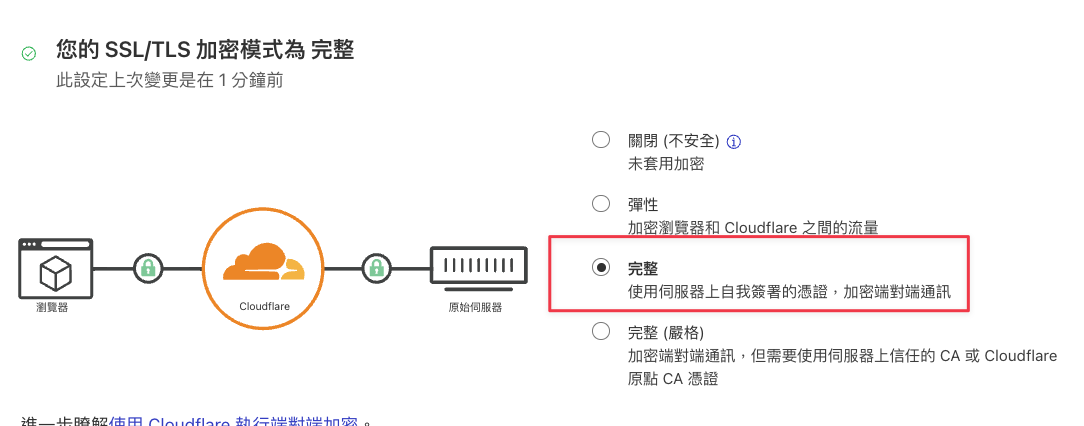 您的 SSL/TLS 加密模式為 完整
此設定上次變更是在 1 分鐘前
關閉 (不安全)
未套用加密
彈性
加密瀏覽器和 Cloudflare 之間的流量
完整
使用伺服器上自我簽署的憑證，加密端對端通訊
完整 (嚴格)
加密端對端通訊，但需要使用伺服器上信任的 CA 或 Cloudflare
原點 CA 憑證
瀏覽器
Cloudflare
原始伺服器
進一步瞭解使用 Cloudflare 執行端對端加密。